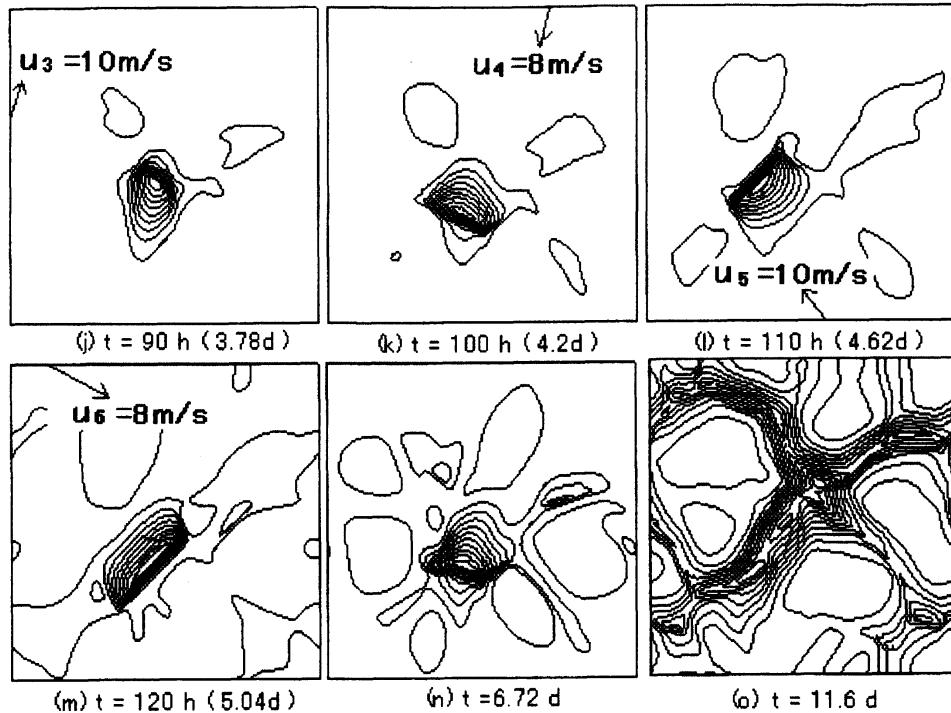 u3 =10m/s
u4 =8m/s
u5 =10m/s
(j) t = 90 h (3.78d)
(k) t = 100 h (4.2d)
(l) t = 110 h (4.62d)
u6 =8m/s
(m) t = 120 h (5.04d)
(n) t =6.72 d
(o) t = 11.6 d